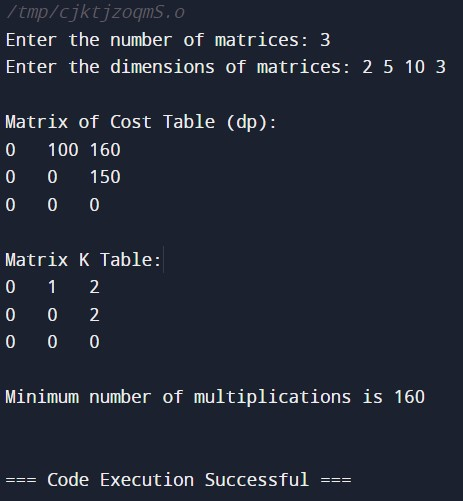 /tmp/cjktjzoqmS.o
Enter the number of matrices: 3
Enter the dimensions of matrices: 2 5 10 3
Matrix of Cost Table (dp):
0 100 160
0 0 150
0 0 0
Matrix K Table:
0 1 2
0 0 2
0 0 0
Minimum number of multiplications is 160
=== Code Execution Successful ===